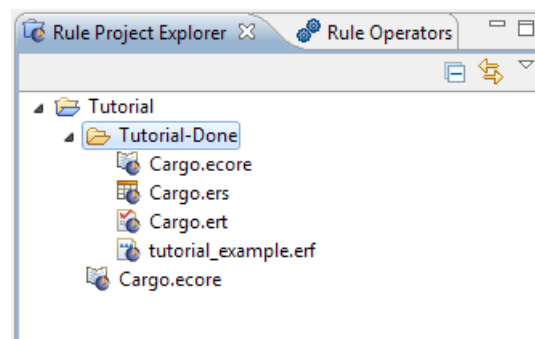 Rule Project Explorer Rule Operators
Tutorial
Tutorial-Done
Cargo.ecore
Cargo.ers
Cargo.ert
tutorial_example.erf
Cargo.ecore